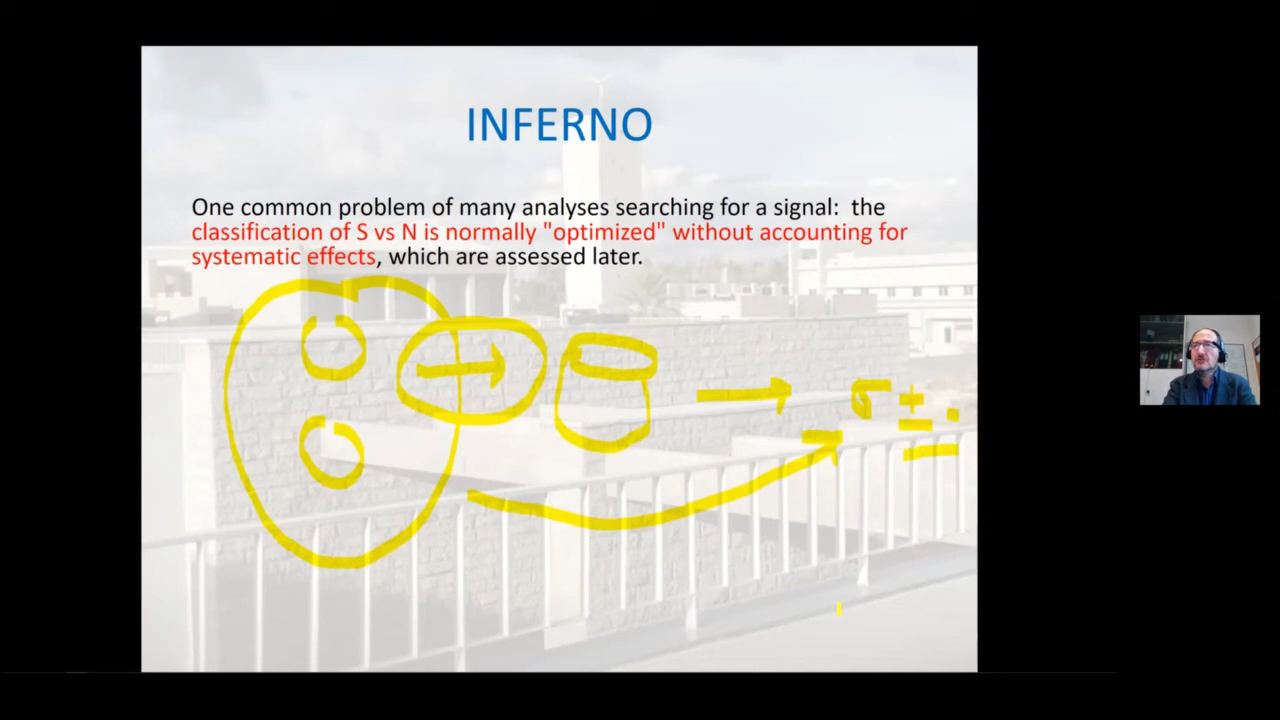 INFERNO
One common problem of many analyses searching for a signal:  the
classification of S vs N is normally "optimized" without accounting for
systematic effects, which are assessed later.
σ ±